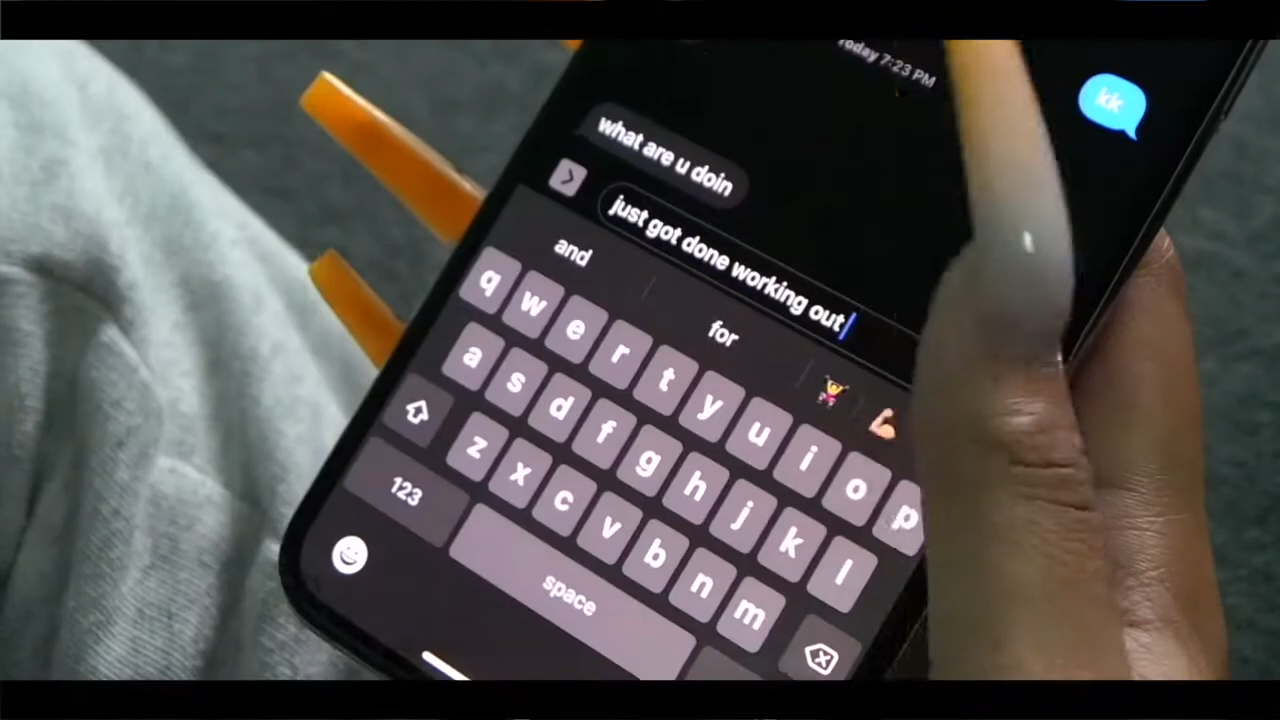 Today 7:23 PM
kk
what are u doin
just got done working out
and
for
q w e r t y u i o p
a s d f g h j k l
z x c v b n m
123
space